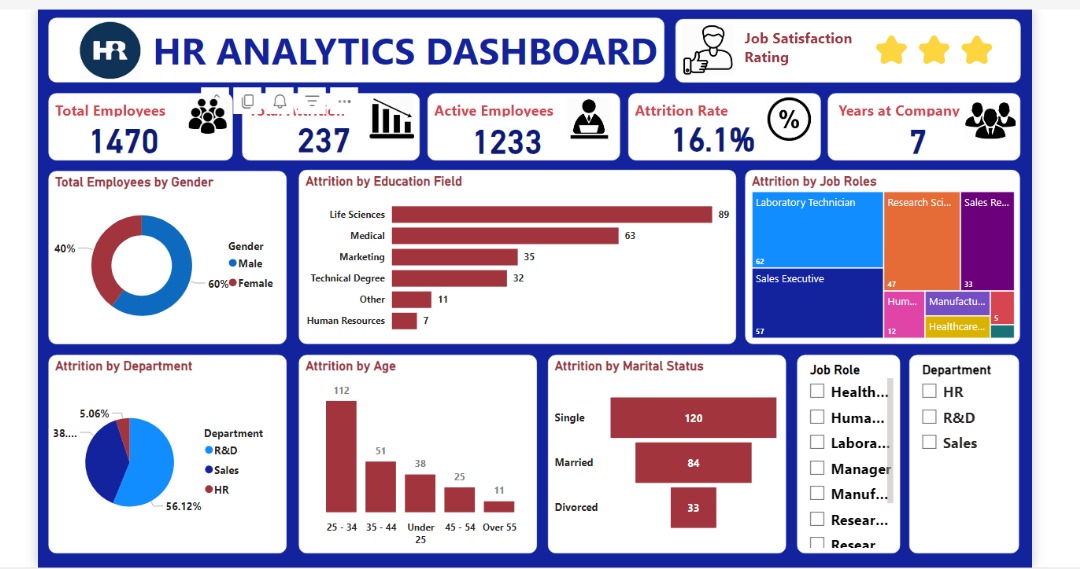 HR
HR ANALYTICS DASHBOARD
Job Satisfaction
Rating
Total Employees
1470
Total Attrition
237
Active Employees
1233
Attrition Rate
16.1%
%
Years at Company
7
Total Employees by Gender
40%
60%
Gender
Male
Female
Attrition by Education Field
Life Sciences 89
Medical 63
Marketing 35
Technical Degree 32
Other 11
Human Resources 7
Attrition by Job Roles
Laboratory Technician
62
Sales Executive
57
Research Sci...
47
Sales Re...
33
Hum...
12
Manufactu...
Healthcare...
5
Attrition by Department
5.06%
38....
56.12%
Department
R&D
Sales
HR
Attrition by Age
112
51
38
25
11
25 - 34
35 - 44
Under
25
45 - 54
Over 55
Attrition by Marital Status
Single 120
Married 84
Divorced 33
Job Role
Health...
Huma...
Labora...
Manager
Manuf...
Resear...
Resear
Department
HR
R&D
Sales